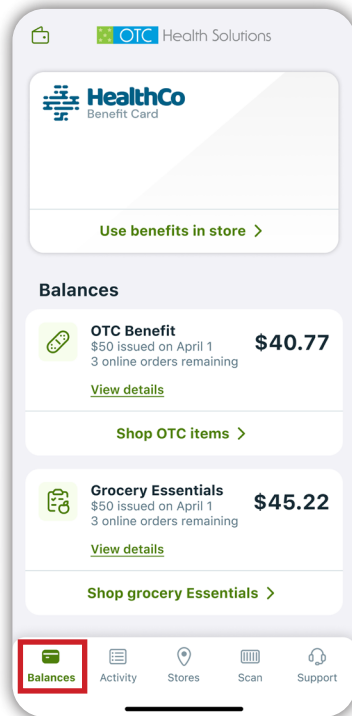 OTC Health Solutions
HealthCo
Benefit Card
Use benefits in store >
Balances
OTC Benefit
$50 issued on April 1
3 online orders remaining
$40.77
View details
Shop OTC items >
Grocery Essentials
$50 issued on April 1
3 online orders remaining
$45.22
View details
Shop grocery Essentials >
Balances Activity Stores Scan Support